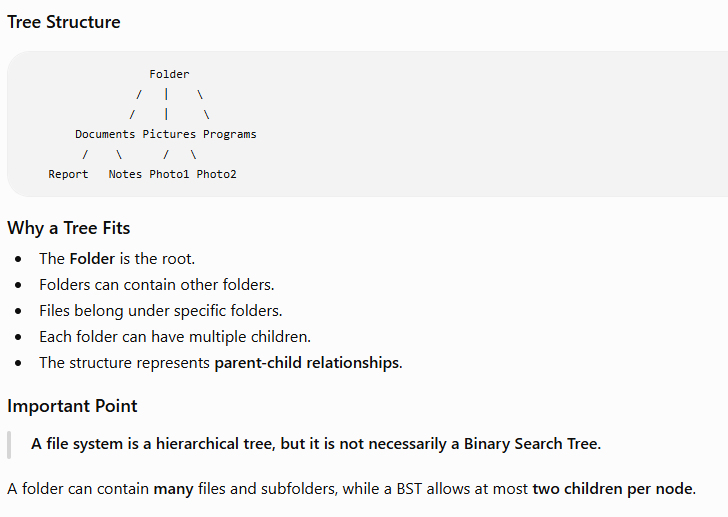 Tree Structure
Folder
/ | \
/ | \
Documents Pictures Programs
/ \ / \
Report Notes Photo1 Photo2
Why a Tree Fits
• The Folder is the root.
• Folders can contain other folders.
• Files belong under specific folders.
• Each folder can have multiple children.
• The structure represents parent-child relationships.
Important Point
A file system is a hierarchical tree, but it is not necessarily a Binary Search Tree.
A folder can contain many files and subfolders, while a BST allows at most two children per node.